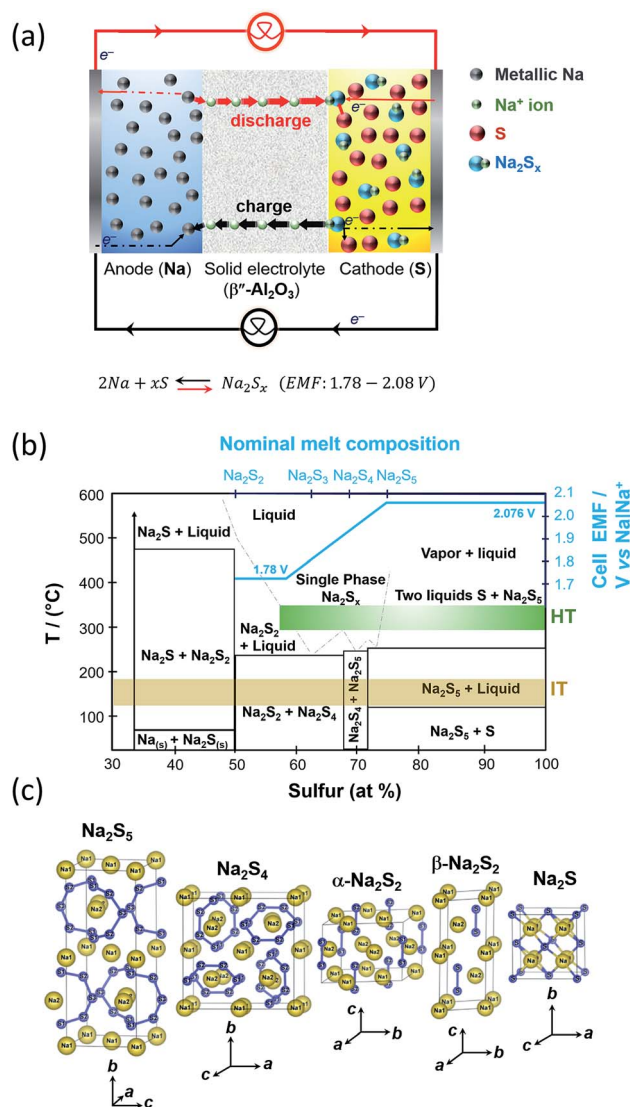 (a)
e⁻
Metallic Na
Na⁺ ion
S
Na₂Sₓ
e⁻
discharge
charge
e⁻
Anode (Na)
Solid electrolyte
(β″-Al₂O₃)
Cathode (S)
e⁻
2Na + xS ⇄ Na₂Sₓ (EMF: 1.78 – 2.08 V)
(b)
Nominal melt composition
Na₂S₂ Na₂S₃ Na₂S₄ Na₂S₅
600
500
400
300
200
100
T / (°C)
2.1
2.0
1.9
1.8
1.7
Cell EMF /
V vs Na|Na⁺
Liquid
2.076 V
Na₂S + Liquid
1.78 V
Vapor + liquid
Single Phase
Na₂Sₓ
Two liquids S + Na₂S₅
HT
Na₂S₂
+ Liquid
Na₂S + Na₂S₂
Na₂S₄ + Na₂S₅
Na₂S₅ + Liquid
IT
Na₂S₂ + Na₂S₄
Na₂S₅ + S
Na(s) + Na₂S(s)
30 40 50 60 70 80 90 100
Sulfur (at %)
(c)
Na₂S₅
Na₂S₄
α-Na₂S₂
β-Na₂S₂
Na₂S
Na1
Na2
b
a
c
b
a
c
c
b
a
c
b
a
b
a
c